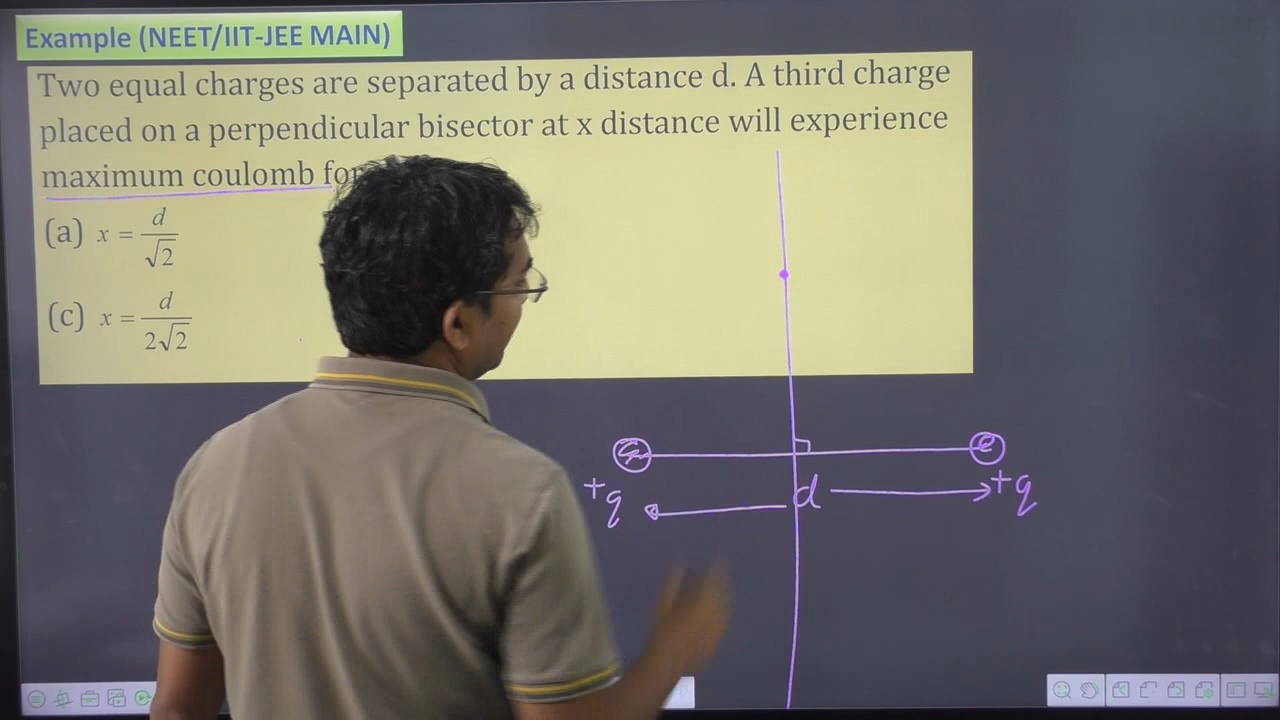 Example (NEET/IIT-JEE MAIN)
Two equal charges are separated by a distance d. A third charge
placed on a perpendicular bisector at x distance will experience
maximum coulomb
(a) x = d/√2
(c) x = d/2√2
+q d +q